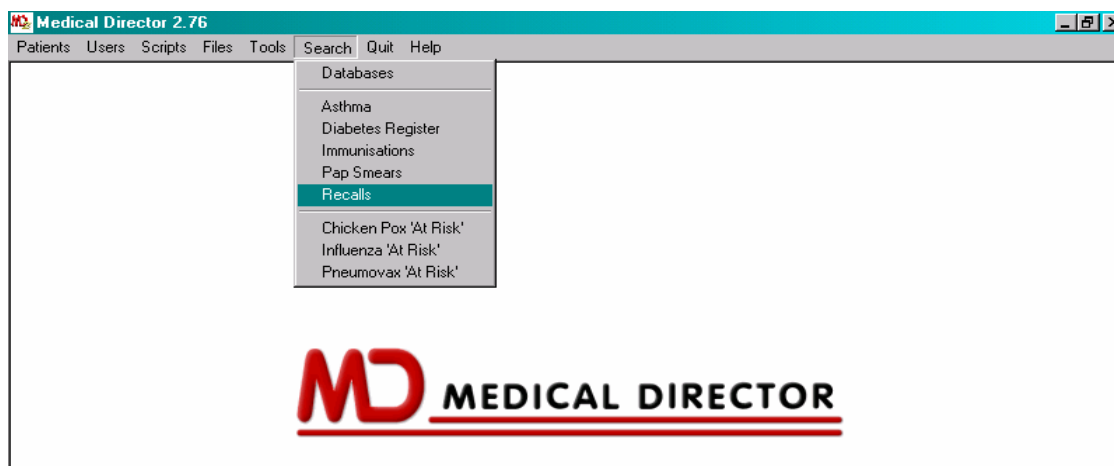 Medical Director 2.76
Patients Users Scripts Files Tools Search Quit Help
Databases
Asthma
Diabetes Register
Immunisations
Pap Smears
Recalls
Chicken Pox 'At Risk'
Influenza 'At Risk'
Pneumovax 'At Risk'
MD MEDICAL DIRECTOR